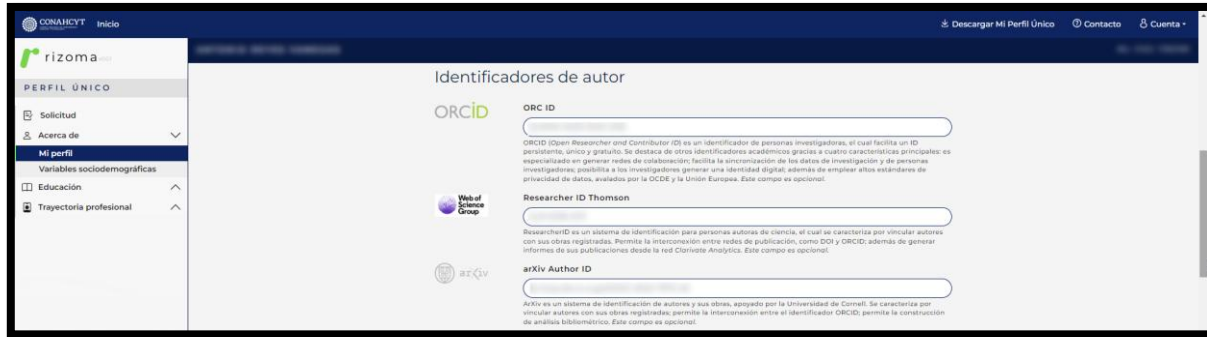 CONAHCYT Inicio
Descargar Mi Perfil Único Contacto Cuenta
rizoma
PERFIL ÚNICO
Solicitud
Acerca de
Mi perfil
Variables sociodemográficas
Educación
Trayectoria profesional
Identificadores de autor
ORCID
ORC ID
ORCID (Open Researcher and Contributor ID) es un identificador de personas investigadoras, el cual facilita un ID
persistente, único y gratuito. Se destaca de otros identificadores académicos gracias a cuatro características principales: es
especializado en generar redes de colaboración; facilita la sincronización de los datos de investigación y de personas
investigadoras; posibilita a los investigadores generar una identidad digital; además de emplear altos estándares de
privacidad de datos, avalados por la OCDE y la Unión Europea. Este campo es opcional.
Web of
Science
Group
Researcher ID Thomson
ResearcherID es un sistema de identificación para personas autoras de ciencia, el cual se caracteriza por vincular autores
con sus obras registradas. Permite la interconexión entre redes de publicación, como DOI y ORCID; además de generar
informes de sus publicaciones desde la red Clarivate Analytics. Este campo es opcional.
arXiv
arXiv Author ID
ArXiv es un sistema de identificación de autores y sus obras, apoyado por la Universidad de Cornell. Se caracteriza por
vincular autores con sus obras registradas; permite la interconexión entre el identificador ORCID; permite la construcción
de análisis bibliométrico. Este campo es opcional.